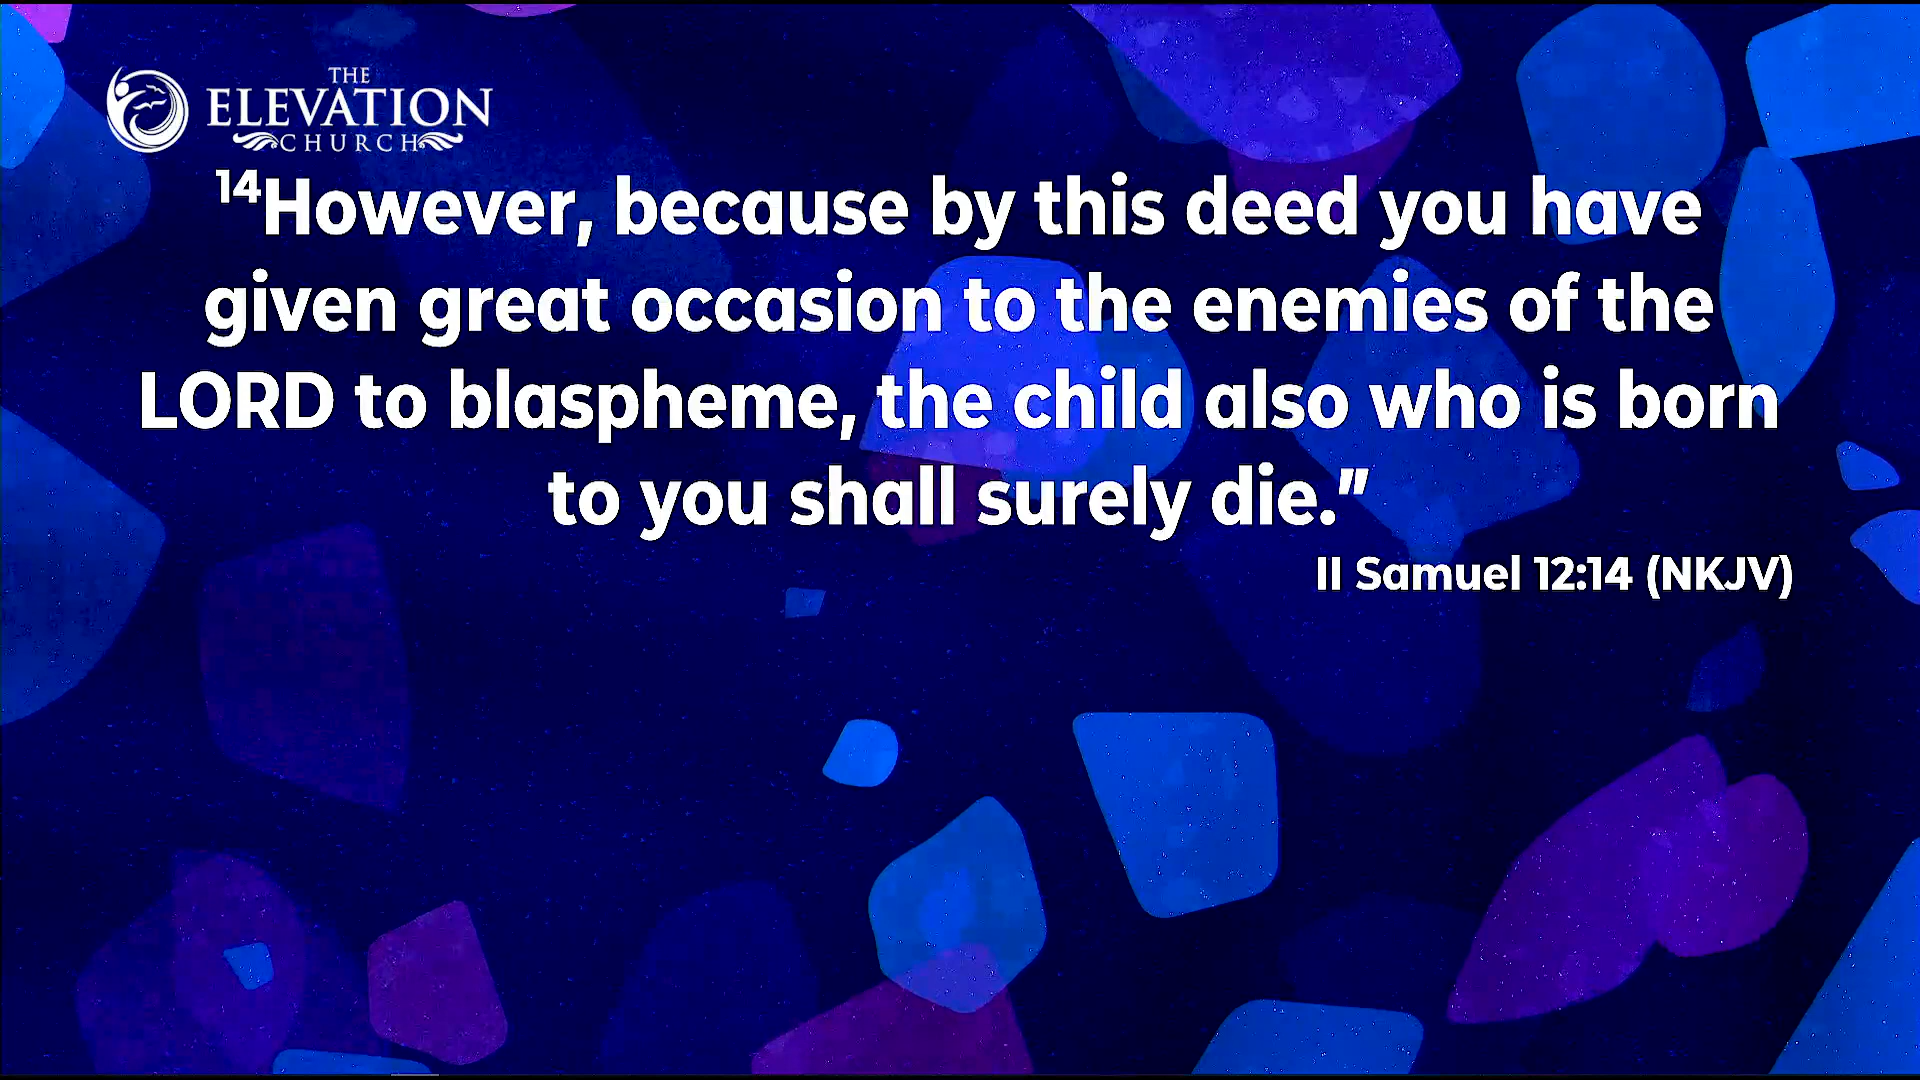 THE
ELEVATION
CHURCH
14However, because by this deed you have
given great occasion to the enemies of the
LORD to blaspheme, the child also who is born
to you shall surely die.”
II Samuel 12:14 (NKJV)